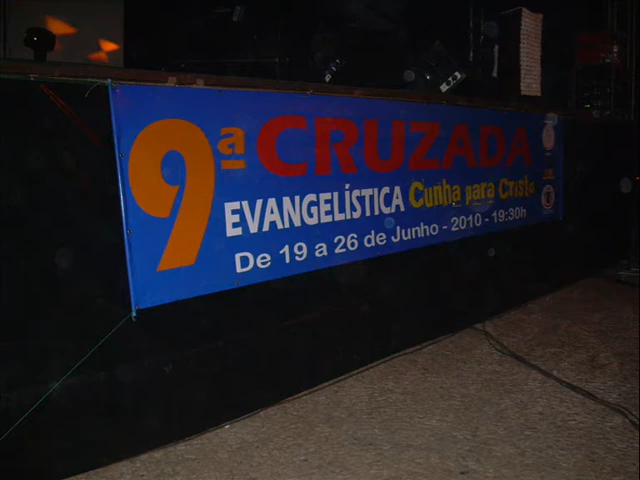 9ª CRUZADA
EVANGELÍSTICA Cunha para Cristo
De 19 a 26 de Junho - 2010 - 19:30h